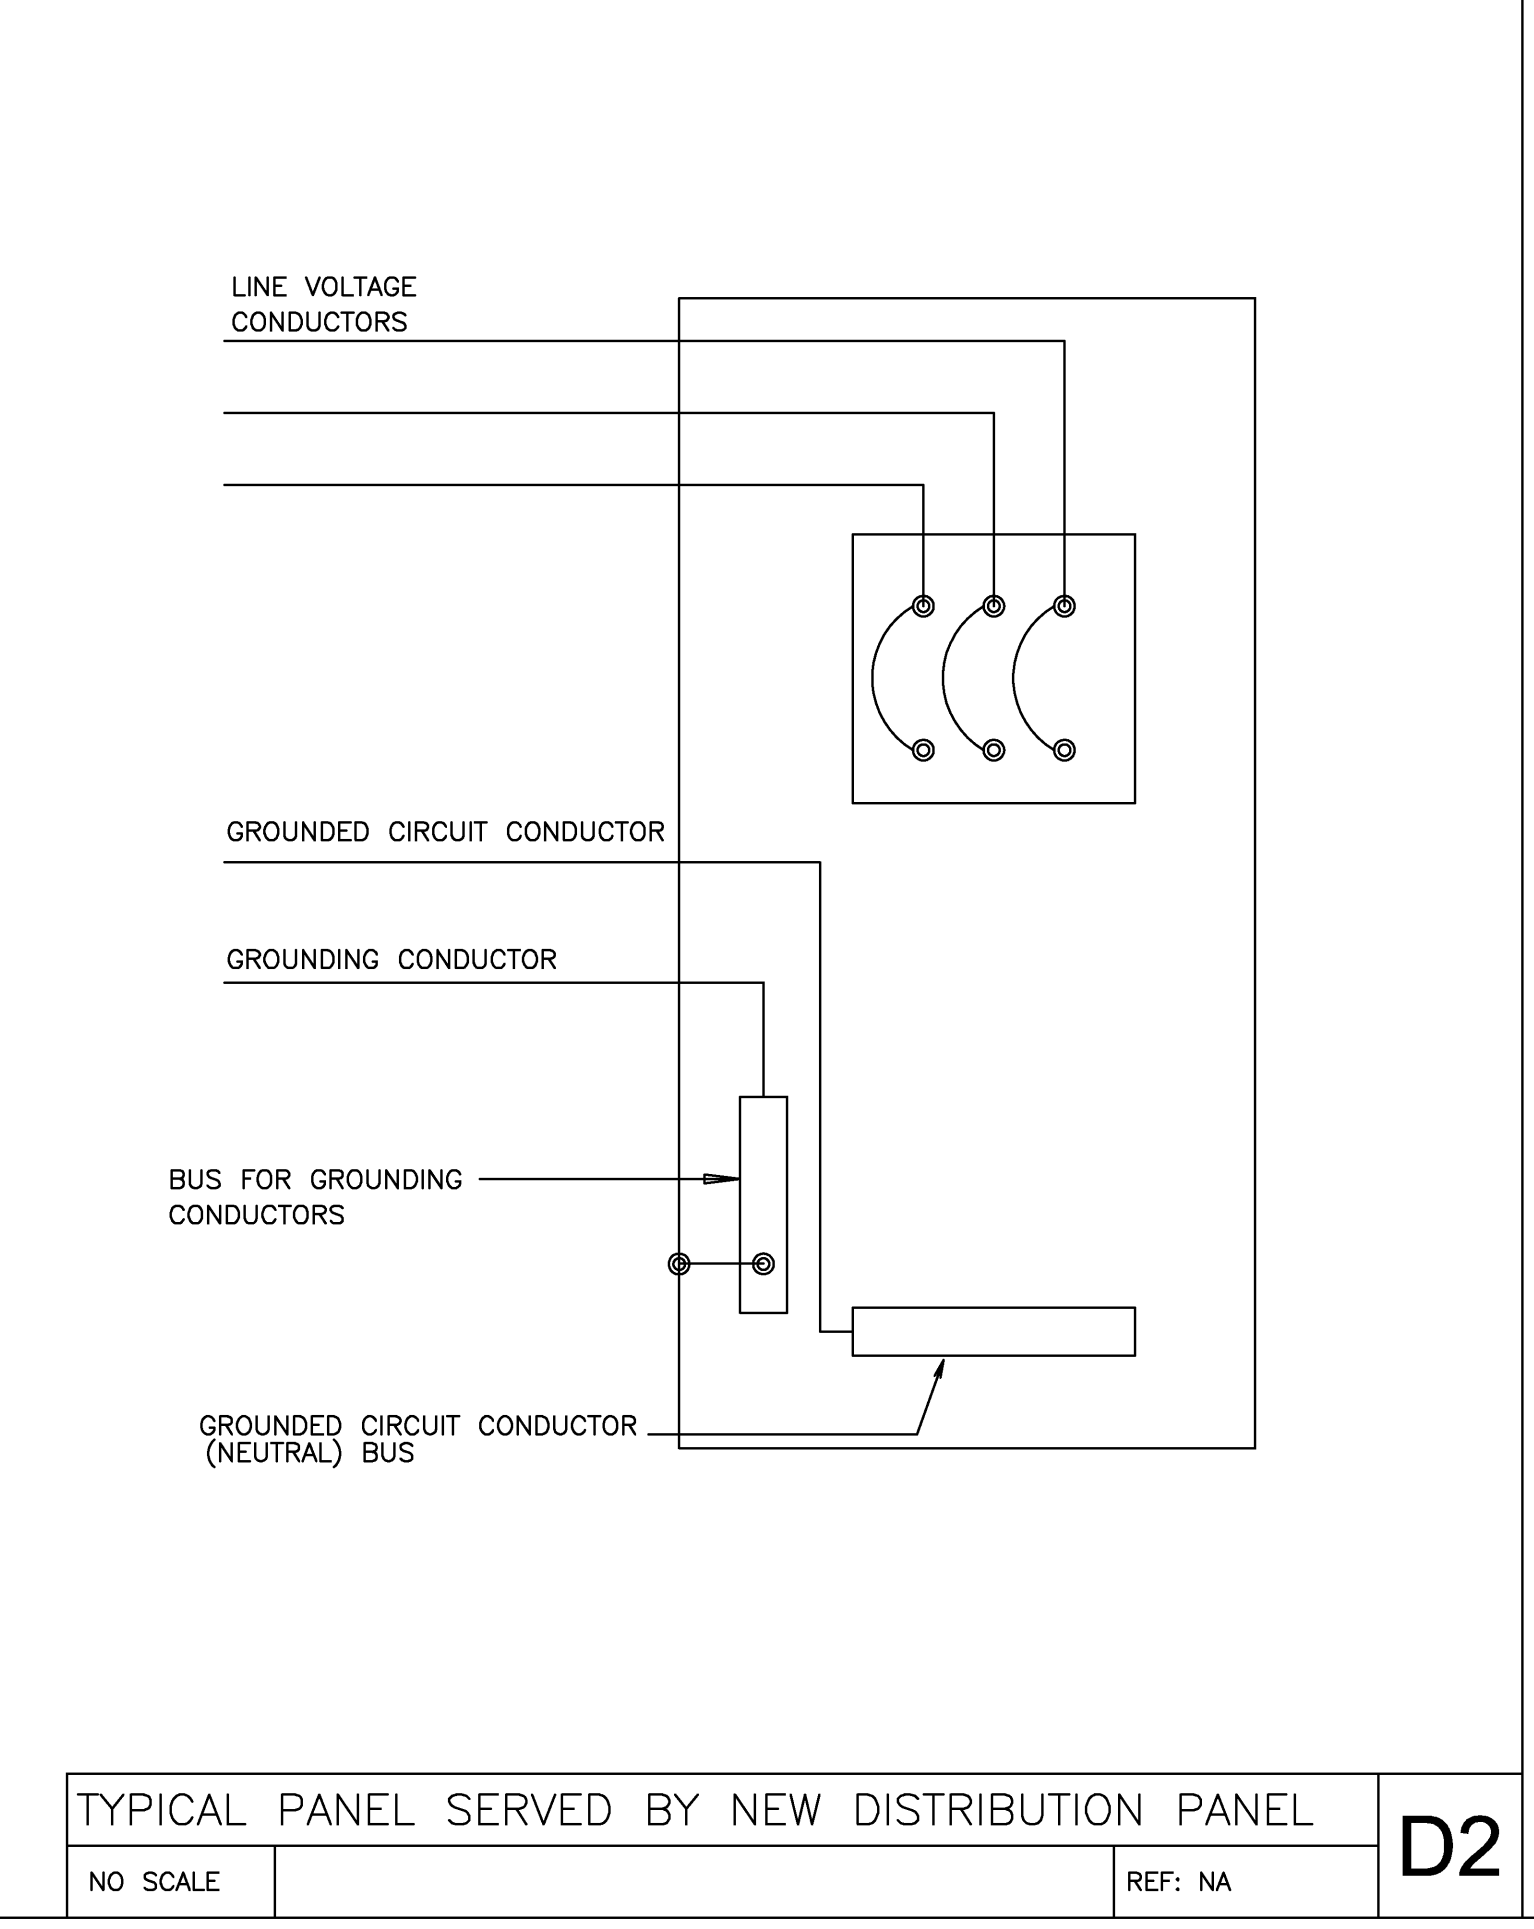 LINE VOLTAGE
CONDUCTORS
GROUNDED CIRCUIT CONDUCTOR
GROUNDING CONDUCTOR
BUS FOR GROUNDING
CONDUCTORS
GROUNDED CIRCUIT CONDUCTOR
(NEUTRAL) BUS
TYPICAL PANEL SERVED BY NEW DISTRIBUTION PANEL
D2
NO SCALE
REF: NA